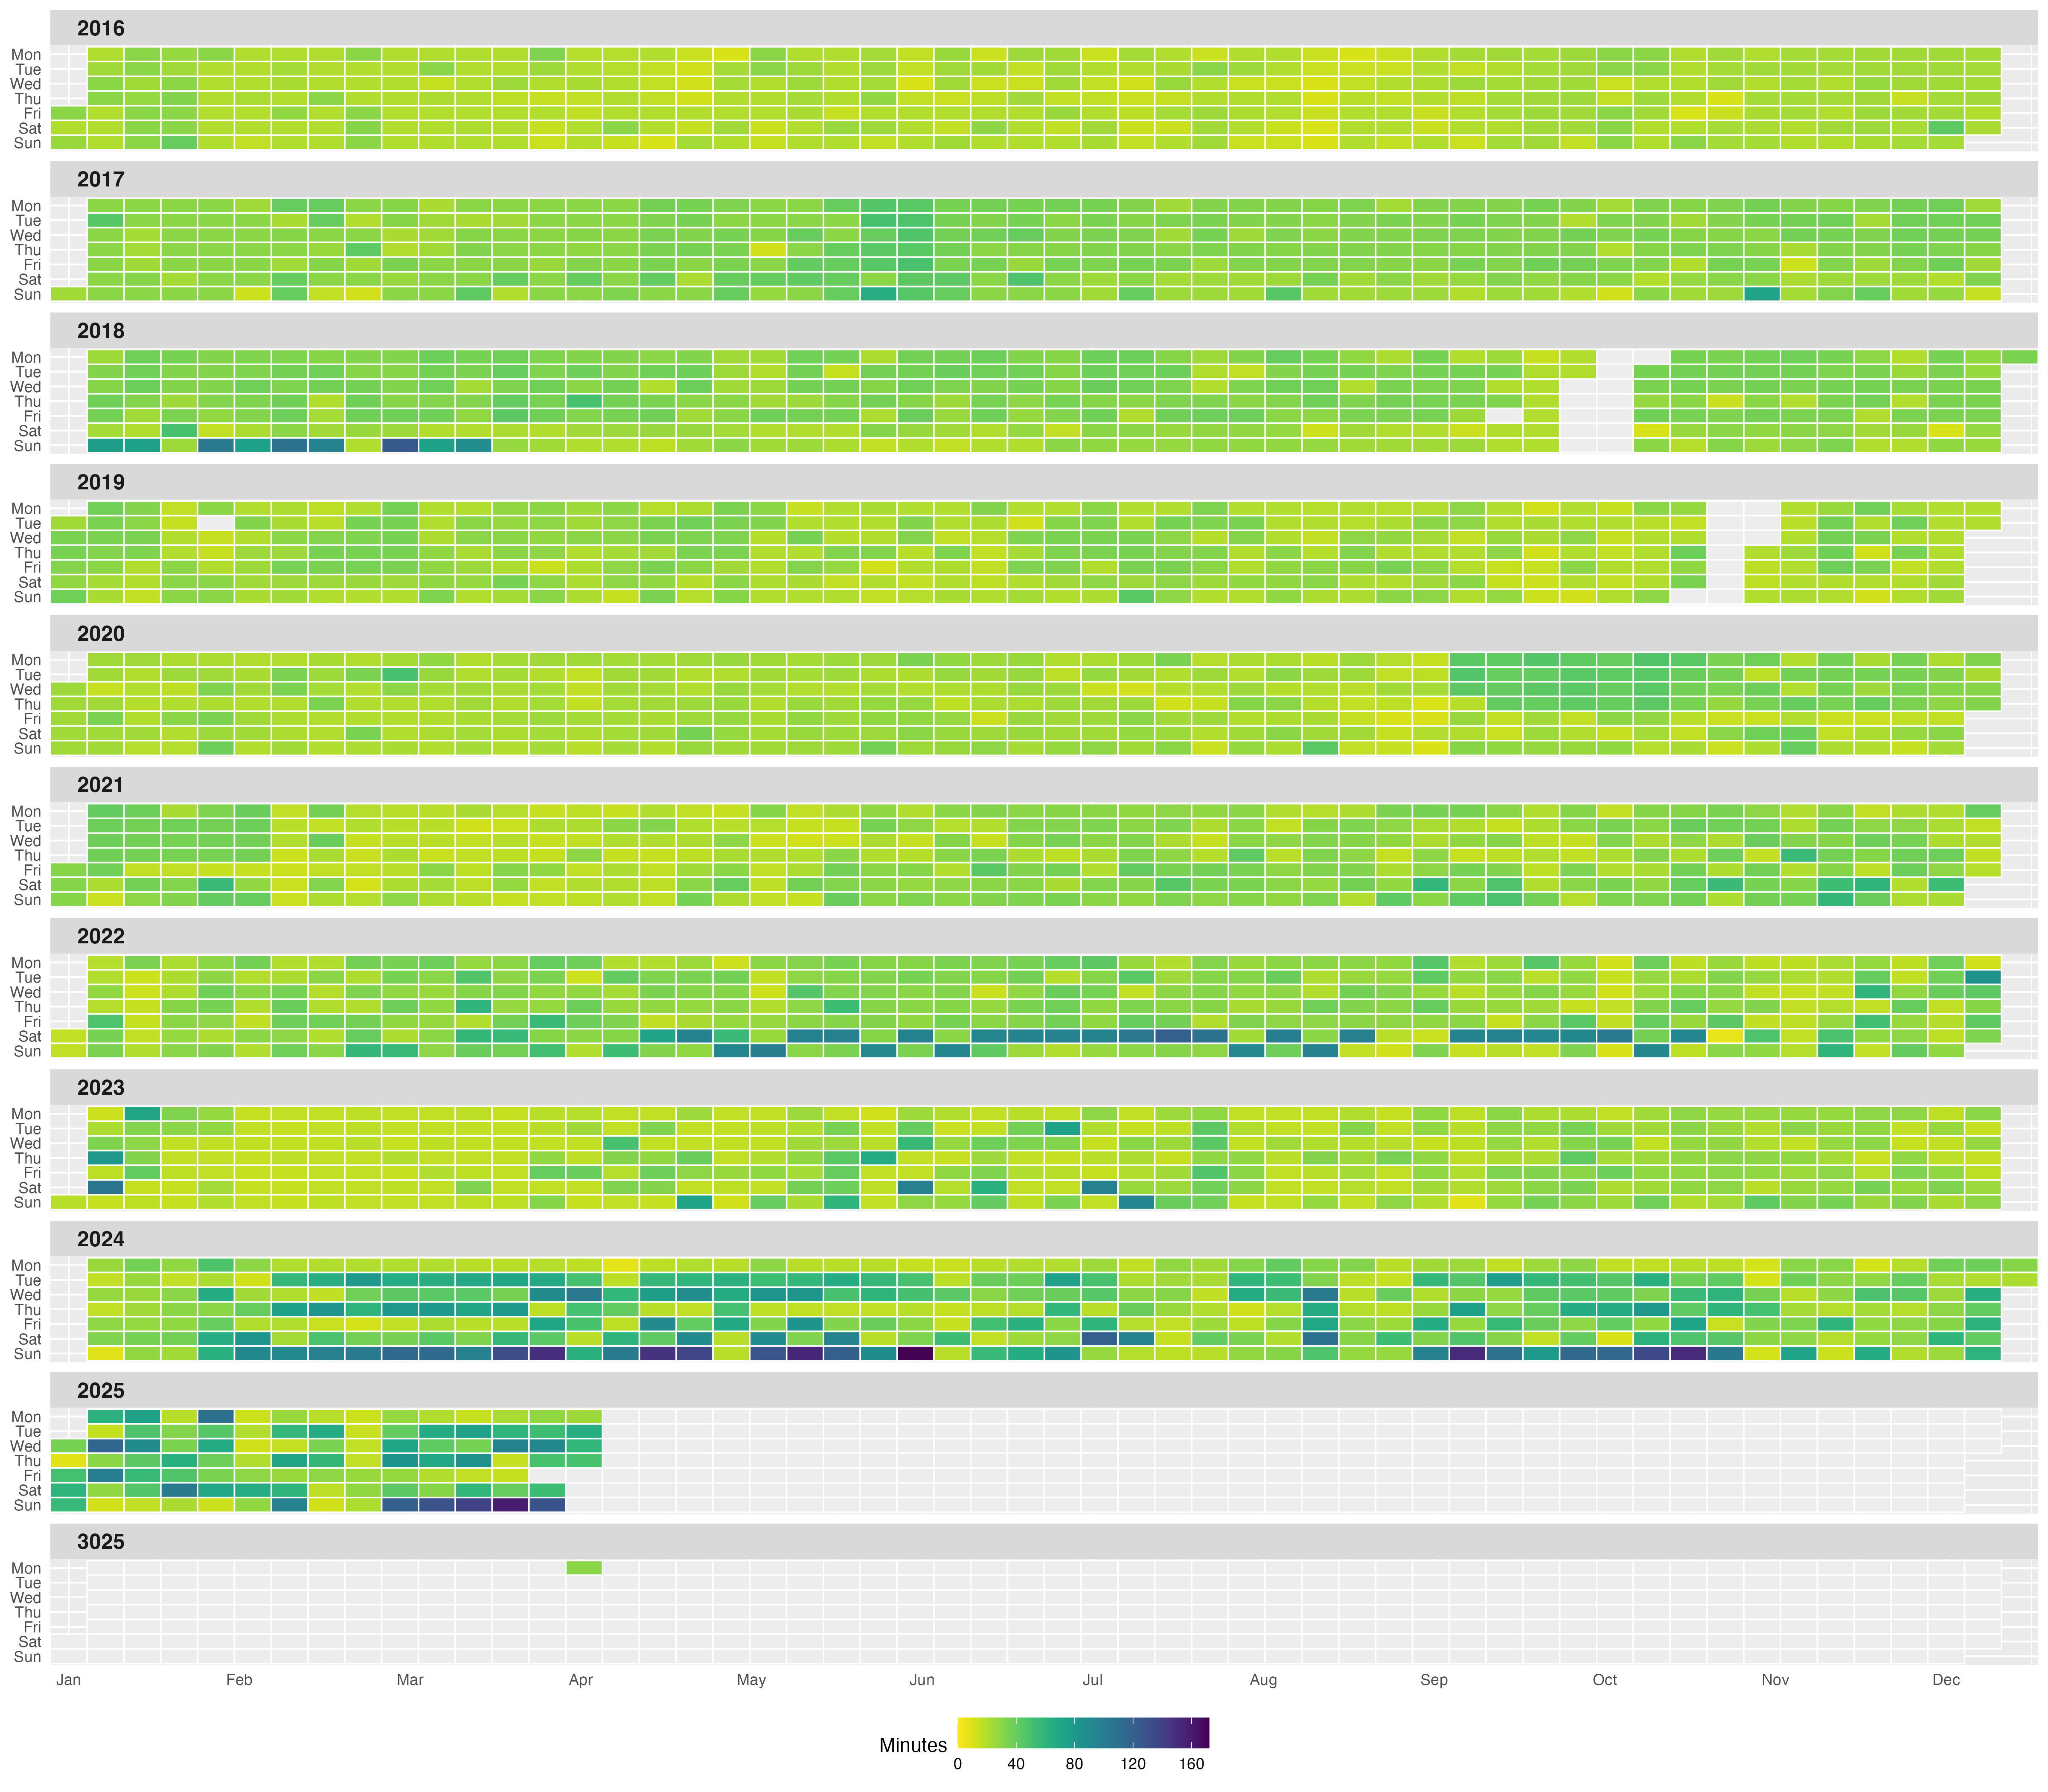 2016
Mon
Tue
Wed
Thu
Fri
Sat
Sun
2017
Mon
Tue
Wed
Thu
Fri
Sat
Sun
2018
Mon
Tue
Wed
Thu
Fri
Sat
Sun
2019
Mon
Tue
Wed
Thu
Fri
Sat
Sun
2020
Mon
Tue
Wed
Thu
Fri
Sat
Sun
2021
Mon
Tue
Wed
Thu
Fri
Sat
Sun
2022
Mon
Tue
Wed
Thu
Fri
Sat
Sun
2023
Mon
Tue
Wed
Thu
Fri
Sat
Sun
2024
Mon
Tue
Wed
Thu
Fri
Sat
Sun
2025
Mon
Tue
Wed
Thu
Fri
Sat
Sun
3025
Mon
Tue
Wed
Thu
Fri
Sat
Sun
Jan Feb Mar Apr May Jun Jul Aug Sep Oct Nov Dec
Minutes
0 40 80 120 160